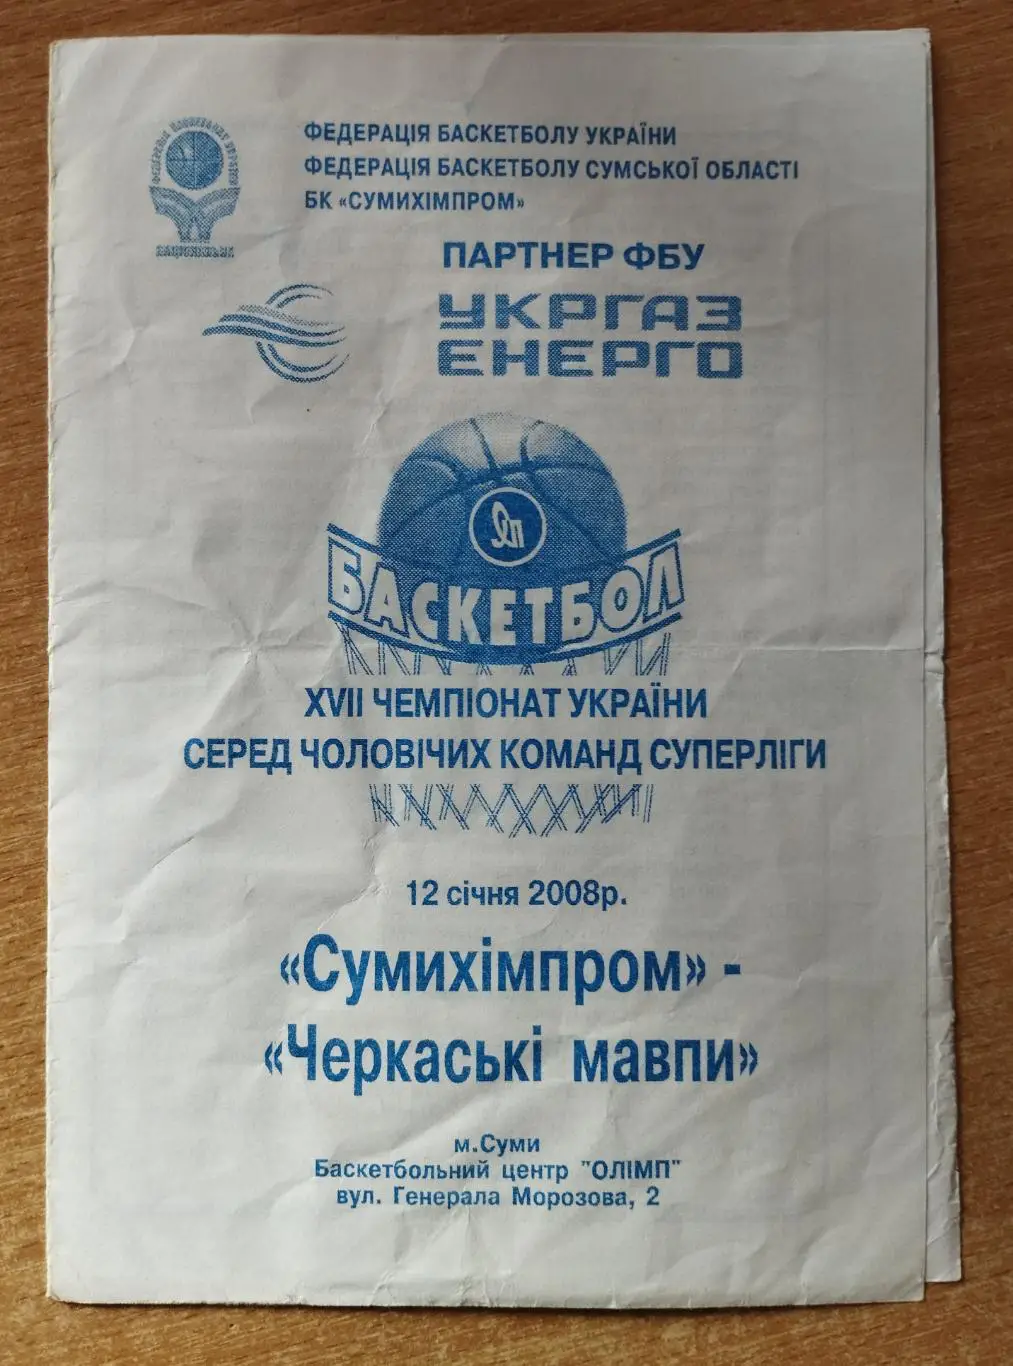 ФЕДЕРАЦІЯ БАСКЕТБОЛУ УКРАЇНИ
ФЕДЕРАЦІЯ БАСКЕТБОЛУ СУМСЬКОЇ ОБЛАСТІ
БК «СУМИХІМПРОМ»
ПАРТНЕР ФБУ
УКРГАЗ
ЕНЕРГО
БАСКЕТБОЛ
XVII ЧЕМПІОНАТ УКРАЇНИ
СЕРЕД ЧОЛОВІЧИХ КОМАНД СУПЕРЛІГИ
12 січня 2008р.
«Сумихімпром» -
«Черкаські мавпи»
м.Суми
Баскетбольний центр "ОЛІМП"
вул. Генерала Морозова, 2